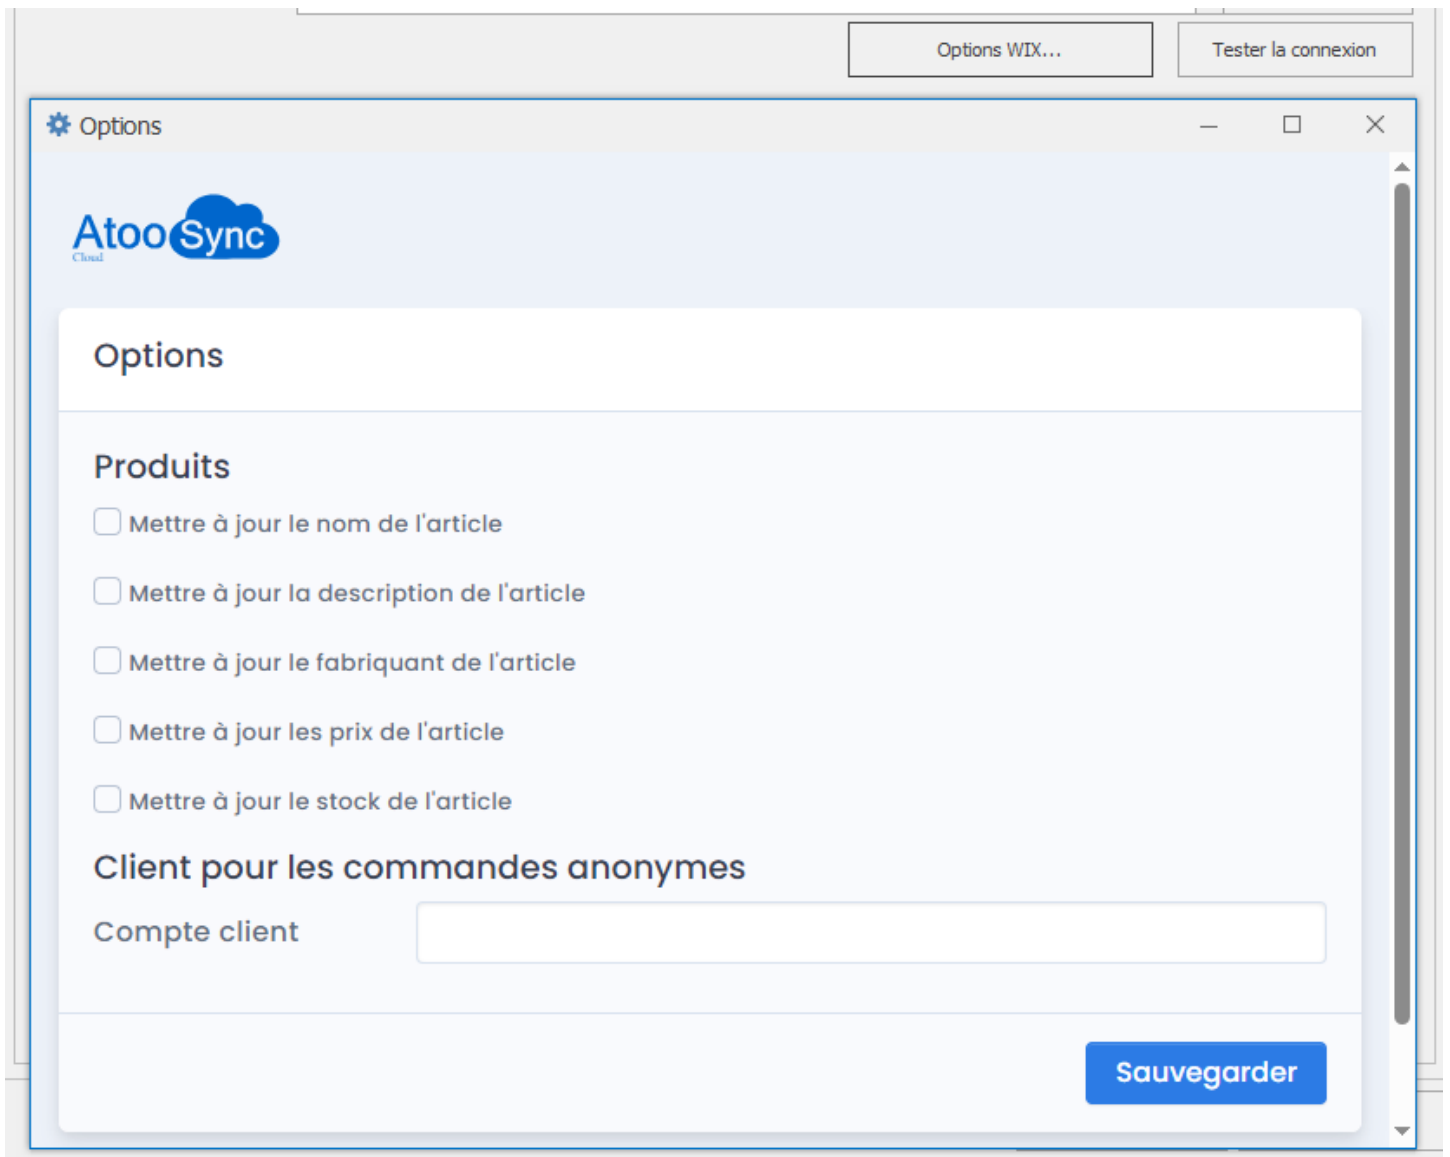 Options WIX...
Tester la connexion
Options
AtooSync
Cloud
Options
Produits
Mettre à jour le nom de l'article
Mettre à jour la description de l'article
Mettre à jour le fabriquant de l'article
Mettre à jour les prix de l'article
Mettre à jour le stock de l'article
Client pour les commandes anonymes
Compte client
Sauvegarder